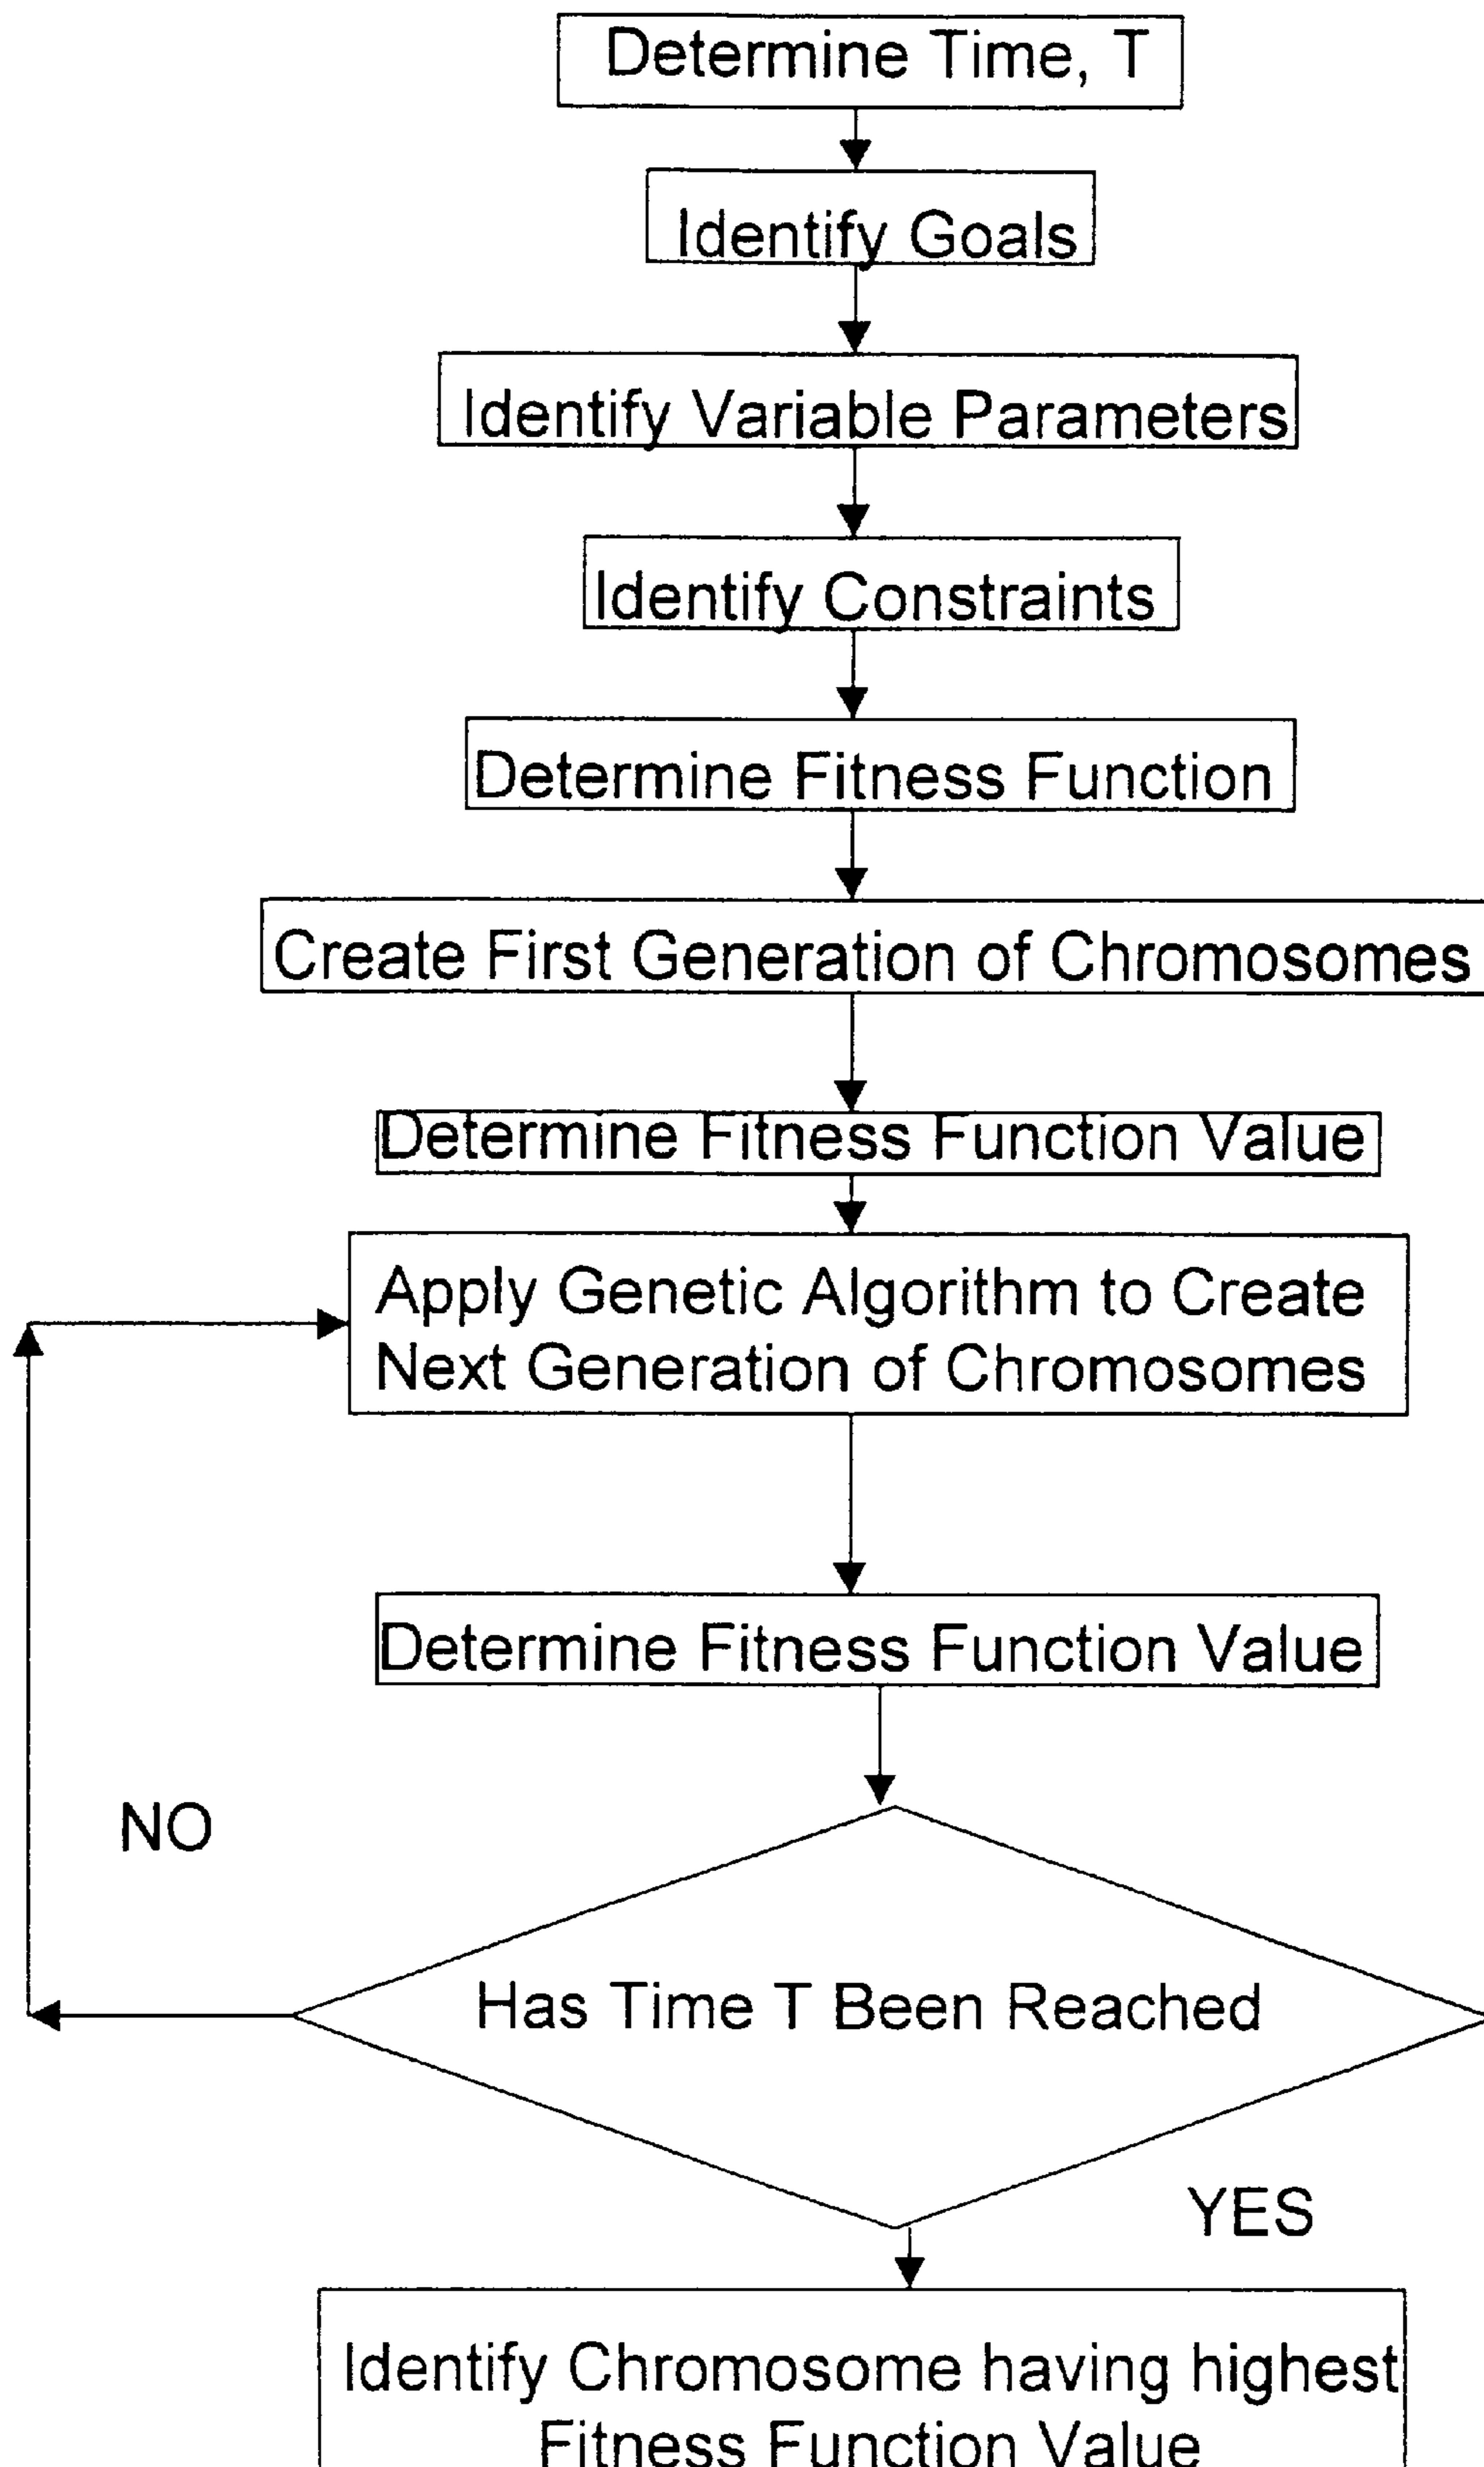 Determine Time, T
Identify Goals
Identify Variable Parameters
Identify Constraints
Determine Fitness Function
Create First Generation of Chromosomes
Determine Fitness Function Value
Apply Genetic Algorithm to Create
Next Generation of Chromosomes
Determine Fitness Function Value
NO
Has Time T Been Reached
YES
Identify Chromosome having highest
Fitness Function Value